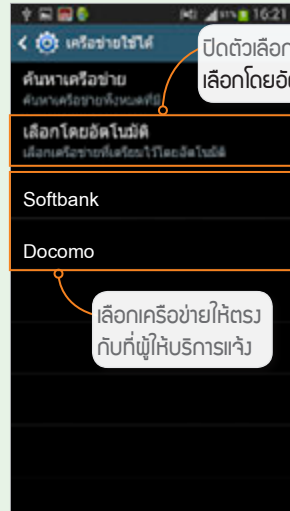 16:21
เครือข่ายใช้ได้
ปิดตัวเลือก
เลือกโดยอัต
ค้นหาเครือข่าย
ค้นหาเครือข่ายทั้งหมดที่มี
เลือกโดยอัตโนมัติ
เลือกเครือข่ายที่เตรียมไว้โดยอัตโนมัติ
Softbank
Docomo
เลือกเครือข่ายให้ตรง
กับที่ผู้ให้บริการแจ้ง